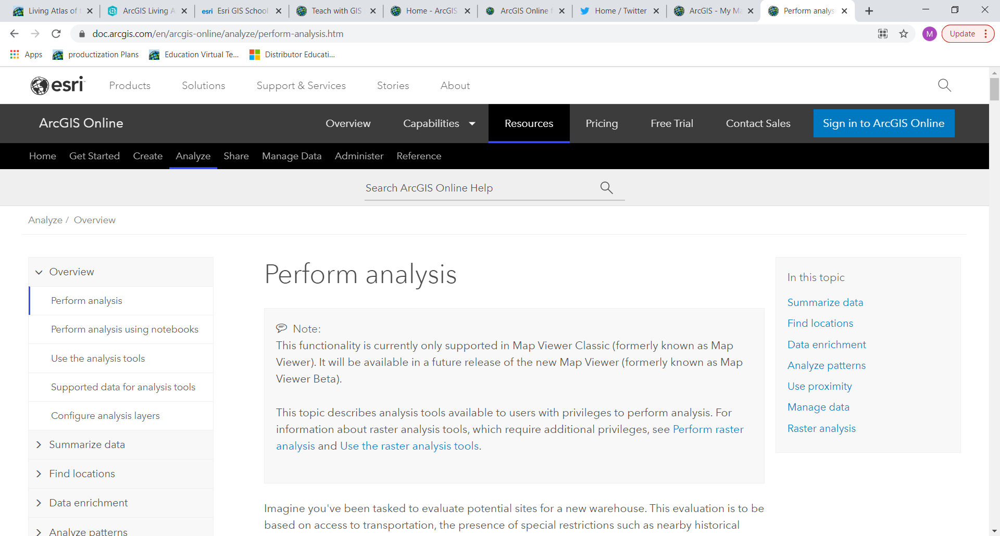 Living Atlas of t
ArcGIS Living A
esri Esri GIS School
Teach with GIS
Home - ArcGIS
ArcGIS Online f
Home / Twitter
ArcGIS - My Ma
Perform analys
doc.arcgis.com/en/arcgis-online/analyze/perform-analysis.htm
M
Update
Apps
productization Plans
Education Virtual Te...
Distributor Educati...
esri
Products
Solutions
Support & Services
Stories
About
ArcGIS Online
Overview
Capabilities
Resources
Pricing
Free Trial
Contact Sales
Sign in to ArcGIS Online
Home
Get Started
Create
Analyze
Share
Manage Data
Administer
Reference
Search ArcGIS Online Help
Analyze / Overview
Overview
Perform analysis
Perform analysis using notebooks
Use the analysis tools
Supported data for analysis tools
Configure analysis layers
Summarize data
Find locations
Data enrichment
Analyze patterns
Perform analysis
Note:
This functionality is currently only supported in Map Viewer Classic (formerly known as Map
Viewer). It will be available in a future release of the new Map Viewer (formerly known as Map
Viewer Beta).
This topic describes analysis tools available to users with privileges to perform analysis. For
information about raster analysis tools, which require additional privileges, see Perform raster
analysis and Use the raster analysis tools.
Imagine you've been tasked to evaluate potential sites for a new warehouse. This evaluation is to be
based on access to transportation, the presence of special restrictions such as nearby historical
In this topic
Summarize data
Find locations
Data enrichment
Analyze patterns
Use proximity
Manage data
Raster analysis